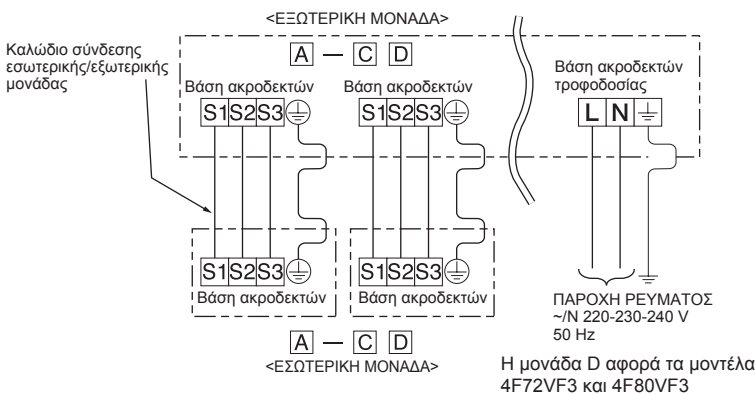 <ΕΞΩΤΕΡΙΚΗ ΜΟΝΑΔΑ>
A — C D
Καλώδιο σύνδεσης
εσωτερικής/εξωτερικής
μονάδας
Βάση ακροδεκτών
S1 S2 S3
Βάση ακροδεκτών
S1 S2 S3
Βάση ακροδεκτών
τροφοδοσίας
L N
S1 S2 S3
Βάση ακροδεκτών
S1 S2 S3
Βάση ακροδεκτών
A — C D
<ΕΣΩΤΕΡΙΚΗ ΜΟΝΑΔΑ>
ΠΑΡΟΧΗ ΡΕΥΜΑΤΟΣ
~/N 220-230-240 V
50 Hz
Η μονάδα D αφορά τα μοντέλα
4F72VF3 και 4F80VF3